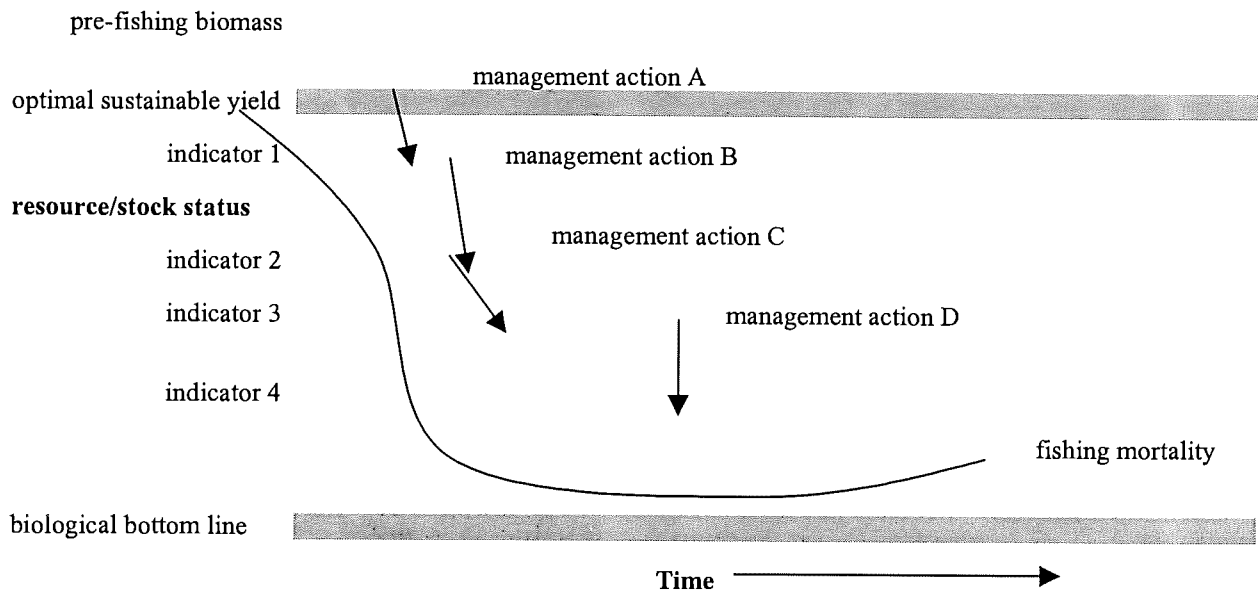 pre-fishing biomass
management action A
optimal sustainable yield
indicator 1
management action B
resource/stock status
management action C
indicator 2
indicator 3
management action D
indicator 4
fishing mortality
biological bottom line
Time